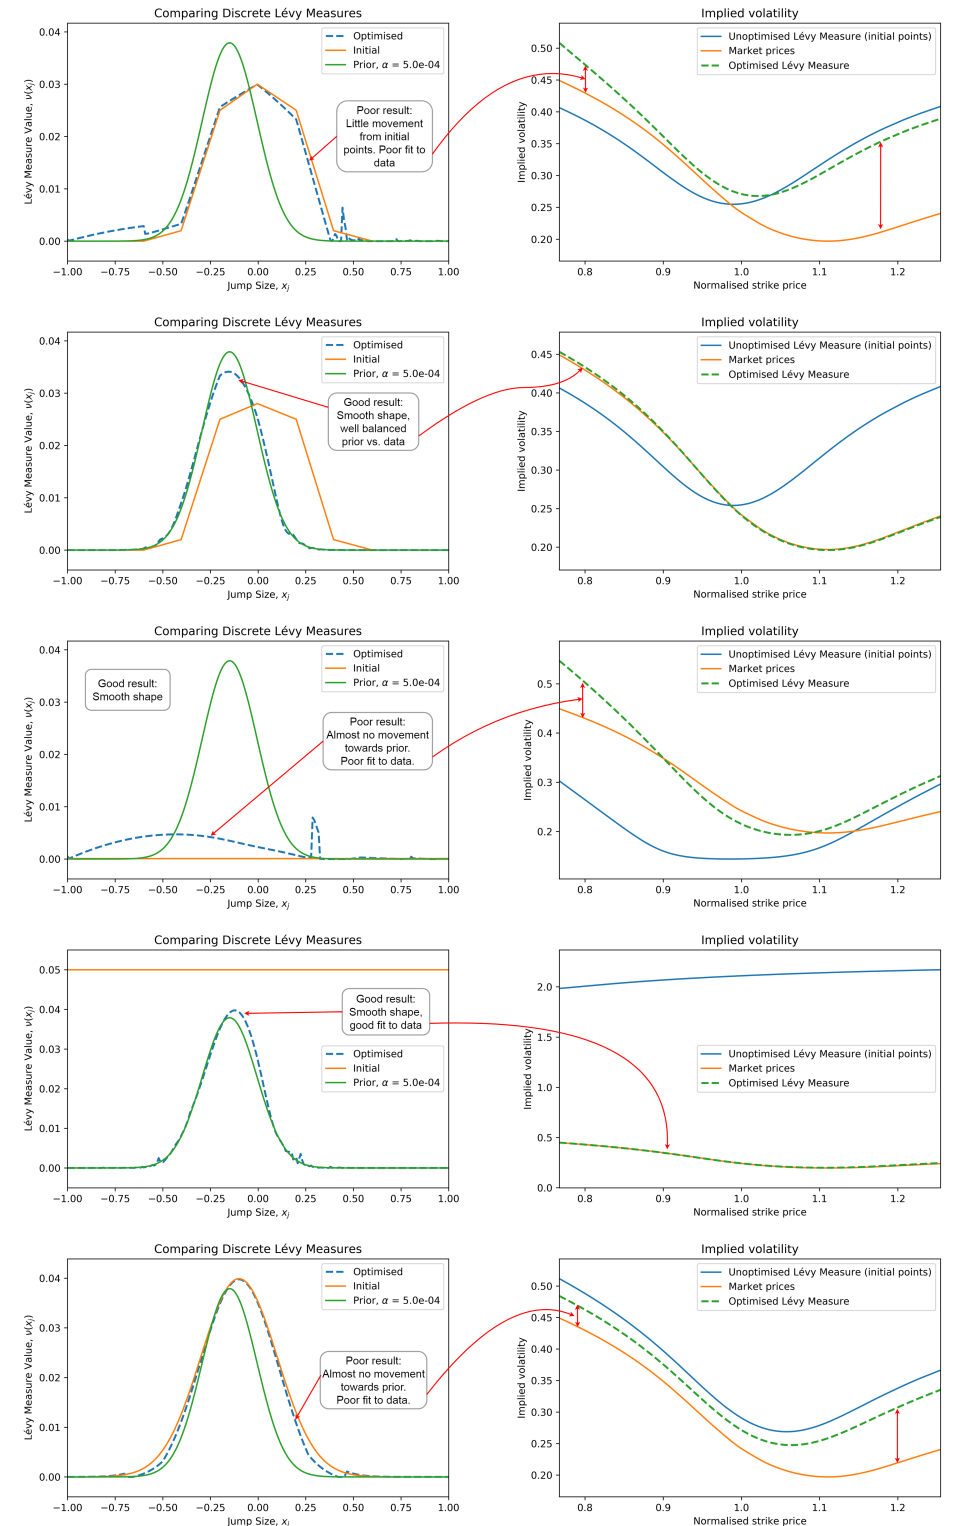 Comparing Discrete Lévy Measures
Lévy Measure Value, ν(xⱼ)
0.04
0.03
0.02
0.01
0.00
Optimised
Initial
Prior, α = 5.0e-04
Poor result:
Little movement
from initial
points. Poor fit to
data
−1.00 −0.75 −0.50 −0.25 0.00 0.25 0.50 0.75 1.00
Jump Size, xⱼ
Implied volatility
Implied volatility
0.50
0.45
0.40
0.35
0.30
0.25
0.20
Unoptimised Lévy Measure (initial points)
Market prices
Optimised Lévy Measure
0.8 0.9 1.0 1.1 1.2
Normalised strike price
Comparing Discrete Lévy Measures
Lévy Measure Value, ν(xⱼ)
0.04
0.03
0.02
0.01
0.00
Optimised
Initial
Prior, α = 5.0e-04
Good result:
Smooth shape,
well balanced
prior vs. data
−1.00 −0.75 −0.50 −0.25 0.00 0.25 0.50 0.75 1.00
Jump Size, xⱼ
Implied volatility
Implied volatility
0.45
0.40
0.35
0.30
0.25
0.20
Unoptimised Lévy Measure (initial points)
Market prices
Optimised Lévy Measure
0.8 0.9 1.0 1.1 1.2
Normalised strike price
Comparing Discrete Lévy Measures
Lévy Measure Value, ν(xⱼ)
0.04
0.03
0.02
0.01
0.00
Good result:
Smooth shape
Optimised
Initial
Prior, α = 5.0e-04
Poor result:
Almost no movement
towards prior.
Poor fit to data.
−1.00 −0.75 −0.50 −0.25 0.00 0.25 0.50 0.75 1.00
Jump Size, xⱼ
Implied volatility
Implied volatility
0.5
0.4
0.3
0.2
Unoptimised Lévy Measure (initial points)
Market prices
Optimised Lévy Measure
0.8 0.9 1.0 1.1 1.2
Normalised strike price
Comparing Discrete Lévy Measures
Lévy Measure Value, ν(xⱼ)
0.05
0.04
0.03
0.02
0.01
0.00
Good result:
Smooth shape,
good fit to data
Optimised
Initial
Prior, α = 5.0e-04
−1.00 −0.75 −0.50 −0.25 0.00 0.25 0.50 0.75 1.00
Jump Size, xⱼ
Implied volatility
Implied volatility
2.0
1.5
1.0
0.5
0.0
Unoptimised Lévy Measure (initial points)
Market prices
Optimised Lévy Measure
0.8 0.9 1.0 1.1 1.2
Normalised strike price
Comparing Discrete Lévy Measures
Lévy Measure Value, ν(xⱼ)
0.04
0.03
0.02
0.01
0.00
Optimised
Initial
Prior, α = 5.0e-04
Poor result:
Almost no movement
towards prior.
Poor fit to data.
−1.00 −0.75 −0.50 −0.25 0.00 0.25 0.50 0.75 1.00
Jump Size, xⱼ
Implied volatility
Implied volatility
0.50
0.45
0.40
0.35
0.30
0.25
0.20
Unoptimised Lévy Measure (initial points)
Market prices
Optimised Lévy Measure
0.8 0.9 1.0 1.1 1.2
Normalised strike price